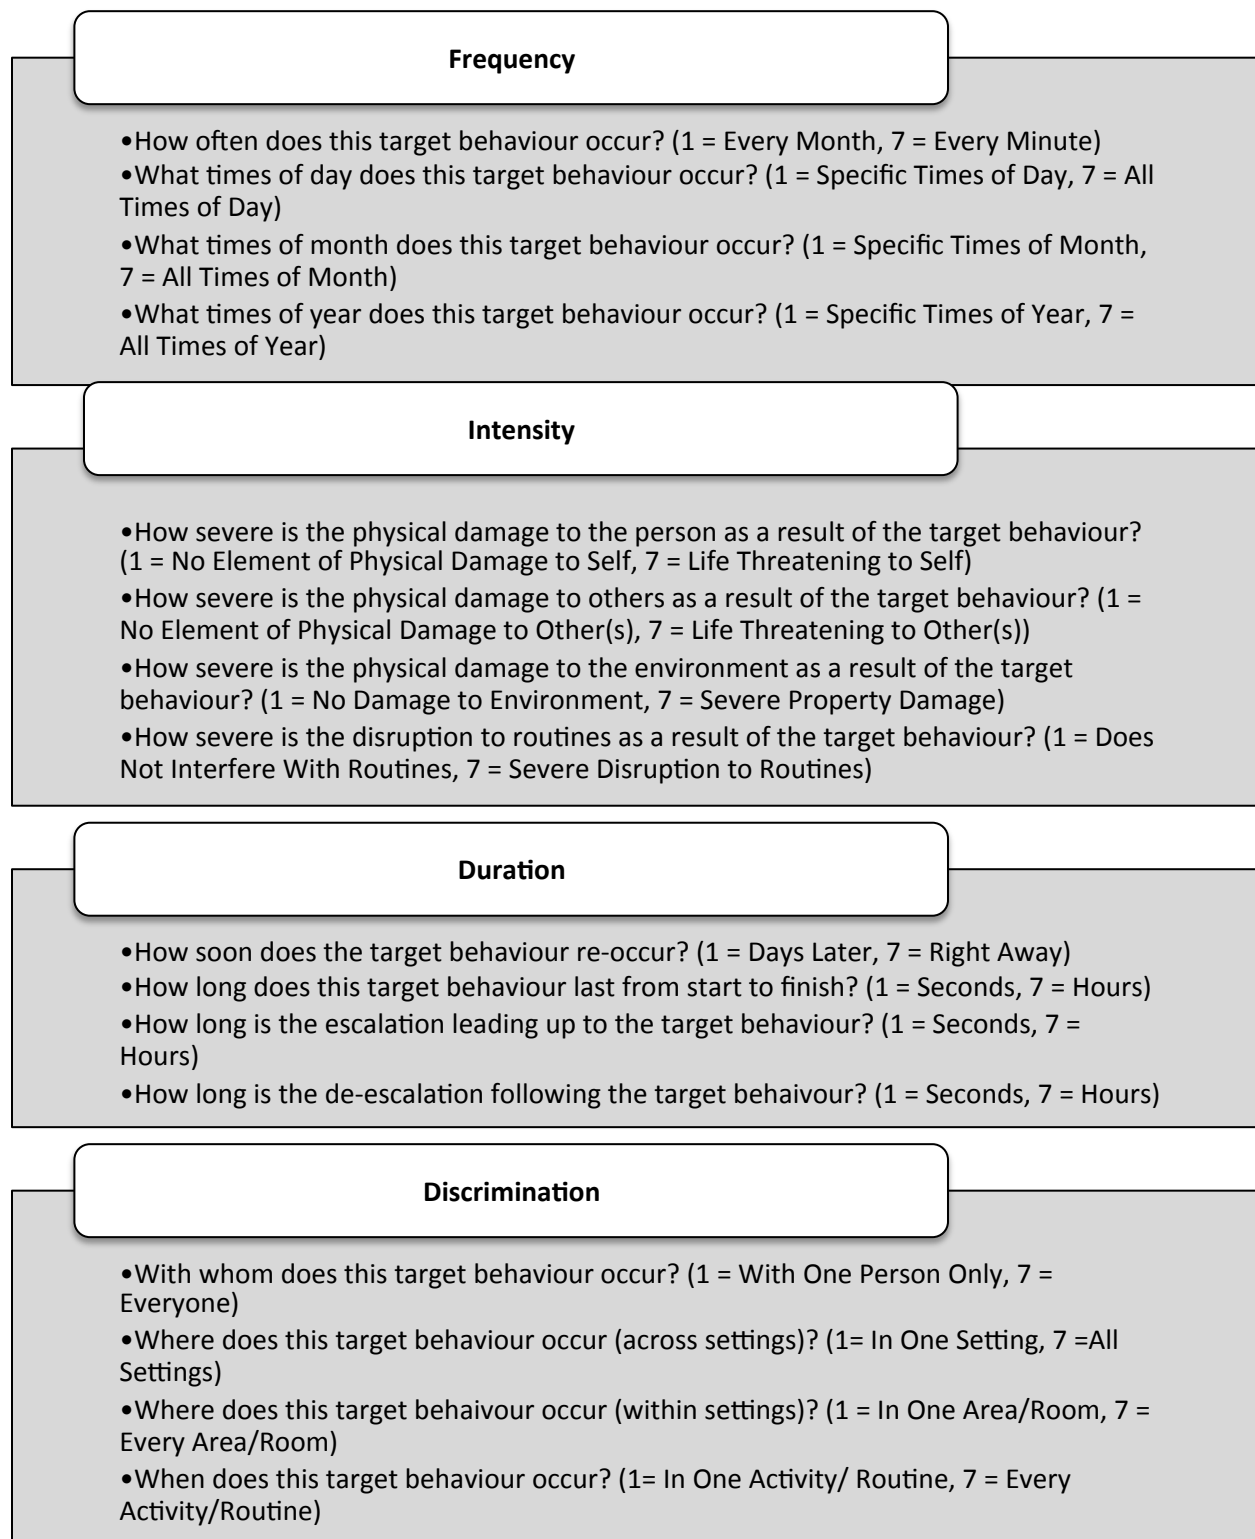 Frequency
•How often does this target behaviour occur? (1 = Every Month, 7 = Every Minute)
•What times of day does this target behaviour occur? (1 = Specific Times of Day, 7 = All
Times of Day)
•What times of month does this target behaviour occur? (1 = Specific Times of Month,
7 = All Times of Month)
•What times of year does this target behaviour occur? (1 = Specific Times of Year, 7 =
All Times of Year)
Intensity
•How severe is the physical damage to the person as a result of the target behaviour?
(1 = No Element of Physical Damage to Self, 7 = Life Threatening to Self)
•How severe is the physical damage to others as a result of the target behaviour? (1 =
No Element of Physical Damage to Other(s), 7 = Life Threatening to Other(s))
•How severe is the physical damage to the environment as a result of the target
behaviour? (1 = No Damage to Environment, 7 = Severe Property Damage)
•How severe is the disruption to routines as a result of the target behaviour? (1 = Does
Not Interfere With Routines, 7 = Severe Disruption to Routines)
Duration
•How soon does the target behaviour re-occur? (1 = Days Later, 7 = Right Away)
•How long does this target behaviour last from start to finish? (1 = Seconds, 7 = Hours)
•How long is the escalation leading up to the target behaviour? (1 = Seconds, 7 =
Hours)
•How long is the de-escalation following the target behaivour? (1 = Seconds, 7 = Hours)
Discrimination
•With whom does this target behaviour occur? (1 = With One Person Only, 7 =
Everyone)
•Where does this target behaviour occur (across settings)? (1= In One Setting, 7 =All
Settings)
•Where does this target behaivour occur (within settings)? (1 = In One Area/Room, 7 =
Every Area/Room)
•When does this target behaviour occur? (1= In One Activity/ Routine, 7 = Every
Activity/Routine)